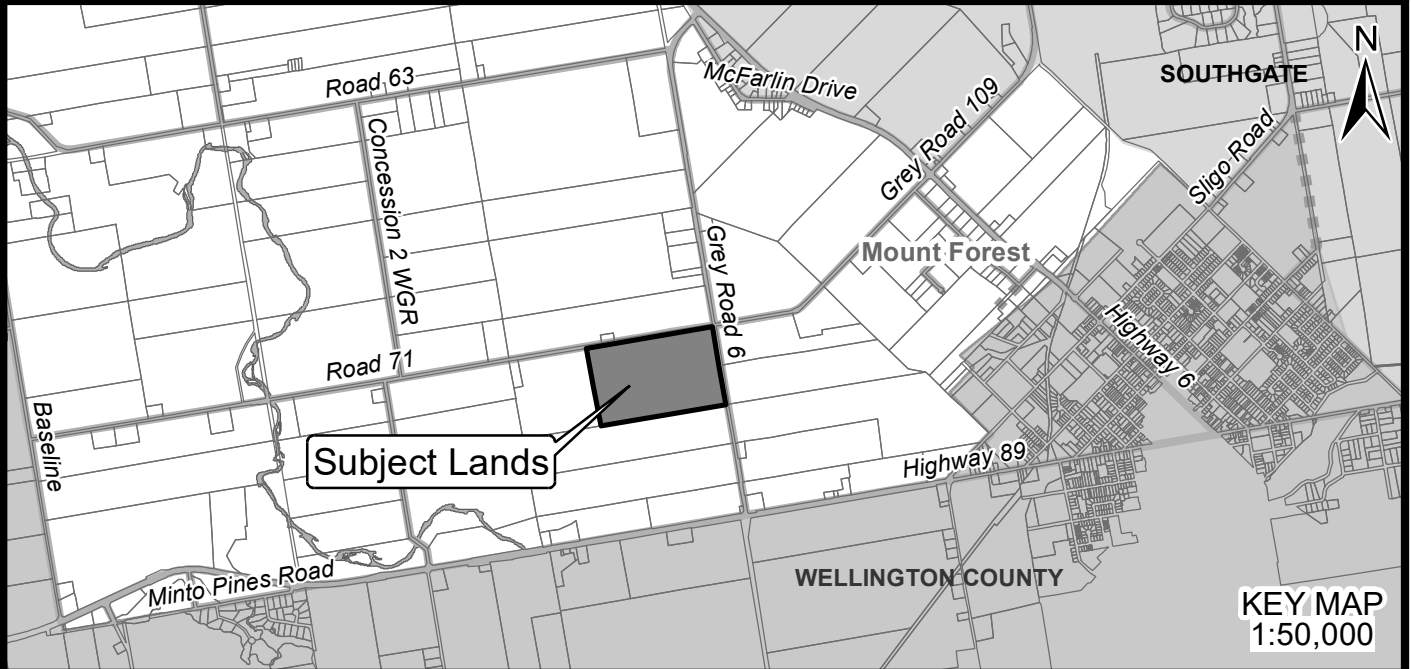 N
SOUTHGATE
Road 63
McFarlin Drive
Grey Road 109
Sligo Road
Concession 2 WGR
Grey Road 6
Mount Forest
Highway 6
Road 71
Baseline
Subject Lands
Highway 89
Minto Pines Road
WELLINGTON COUNTY
KEY MAP
1:50,000